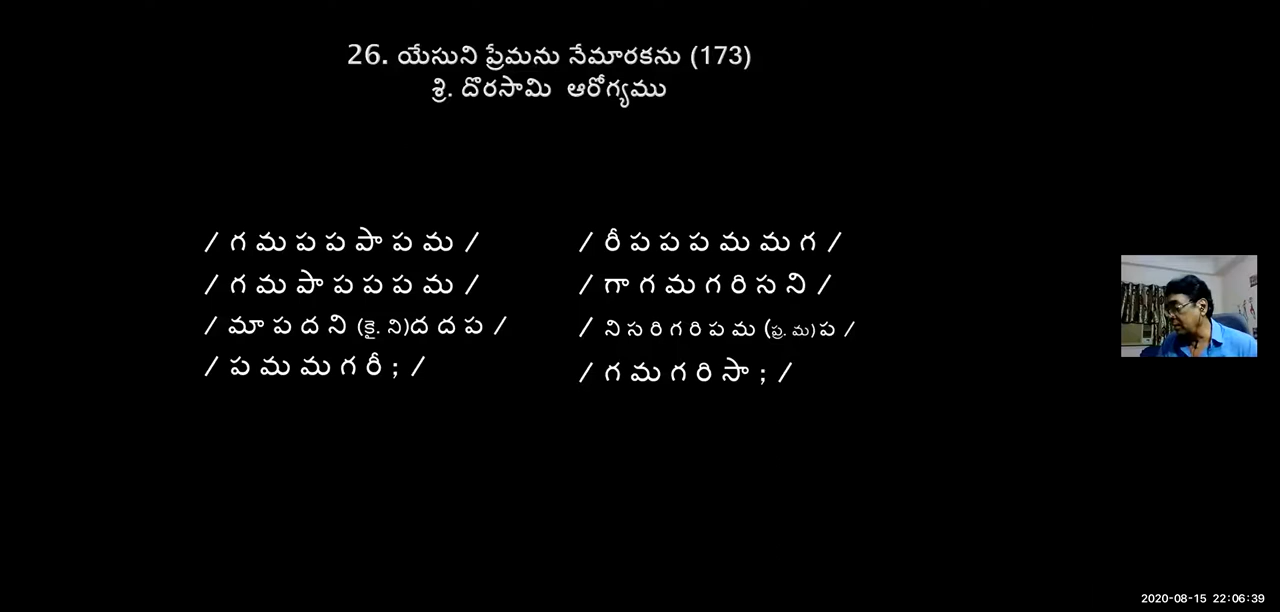 26. యేసుని ప్రేమను నేమారకను (173)
శ్రి. దొరసామి ఆరోగ్యము
/ గ మ ప ప పా ప మ /
/ గ మ పా ప ప ప మ /
/ మా ప ద ని (కై. ని)ద ద ప /
/ ప మ మ గ రీ ; /
/ రీ ప ప ప మ మ గ /
/ గా గ మ గ రి స ని /
/ ని స రి గ రి ప మ (ప్ర. మ) ప /
/ గ మ గ రి సా ; /
2020-08-15 22:06:39